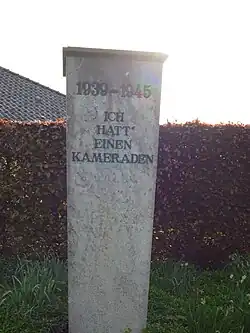 1939-1945
ICH
HATT'
EINEN
KAMERADEN